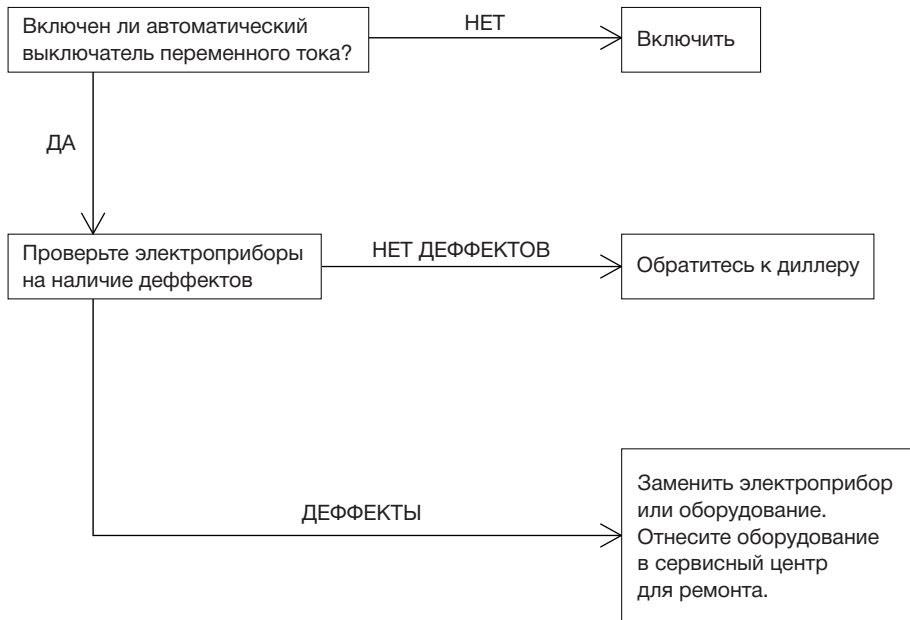 Включен ли автоматический
выключатель переменного тока?
НЕТ
Включить
ДА
Проверьте электроприборы
на наличие деффектов
НЕТ ДЕФФЕКТОВ
Обратитесь к диллеру
ДЕФФЕКТЫ
Заменить электроприбор
или оборудование.
Отнесите оборудование
в сервисный центр
для ремонта.